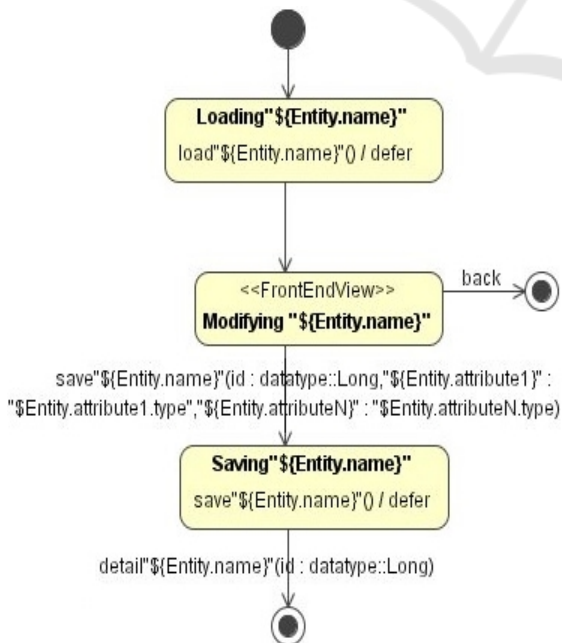 Loading"${Entity.name}"
load"${Entity.name}"() / defer
<<FrontEndView>>
Modifying "${Entity.name}"
back
save"${Entity.name}"(id : datatype::Long,"${Entity.attribute1}" :
"$Entity.attribute1.type","${Entity.attributeN}" : "$Entity.attributeN.type)
Saving"${Entity.name}"
save"${Entity.name}"() / defer
detail"${Entity.name}"(id : datatype::Long)